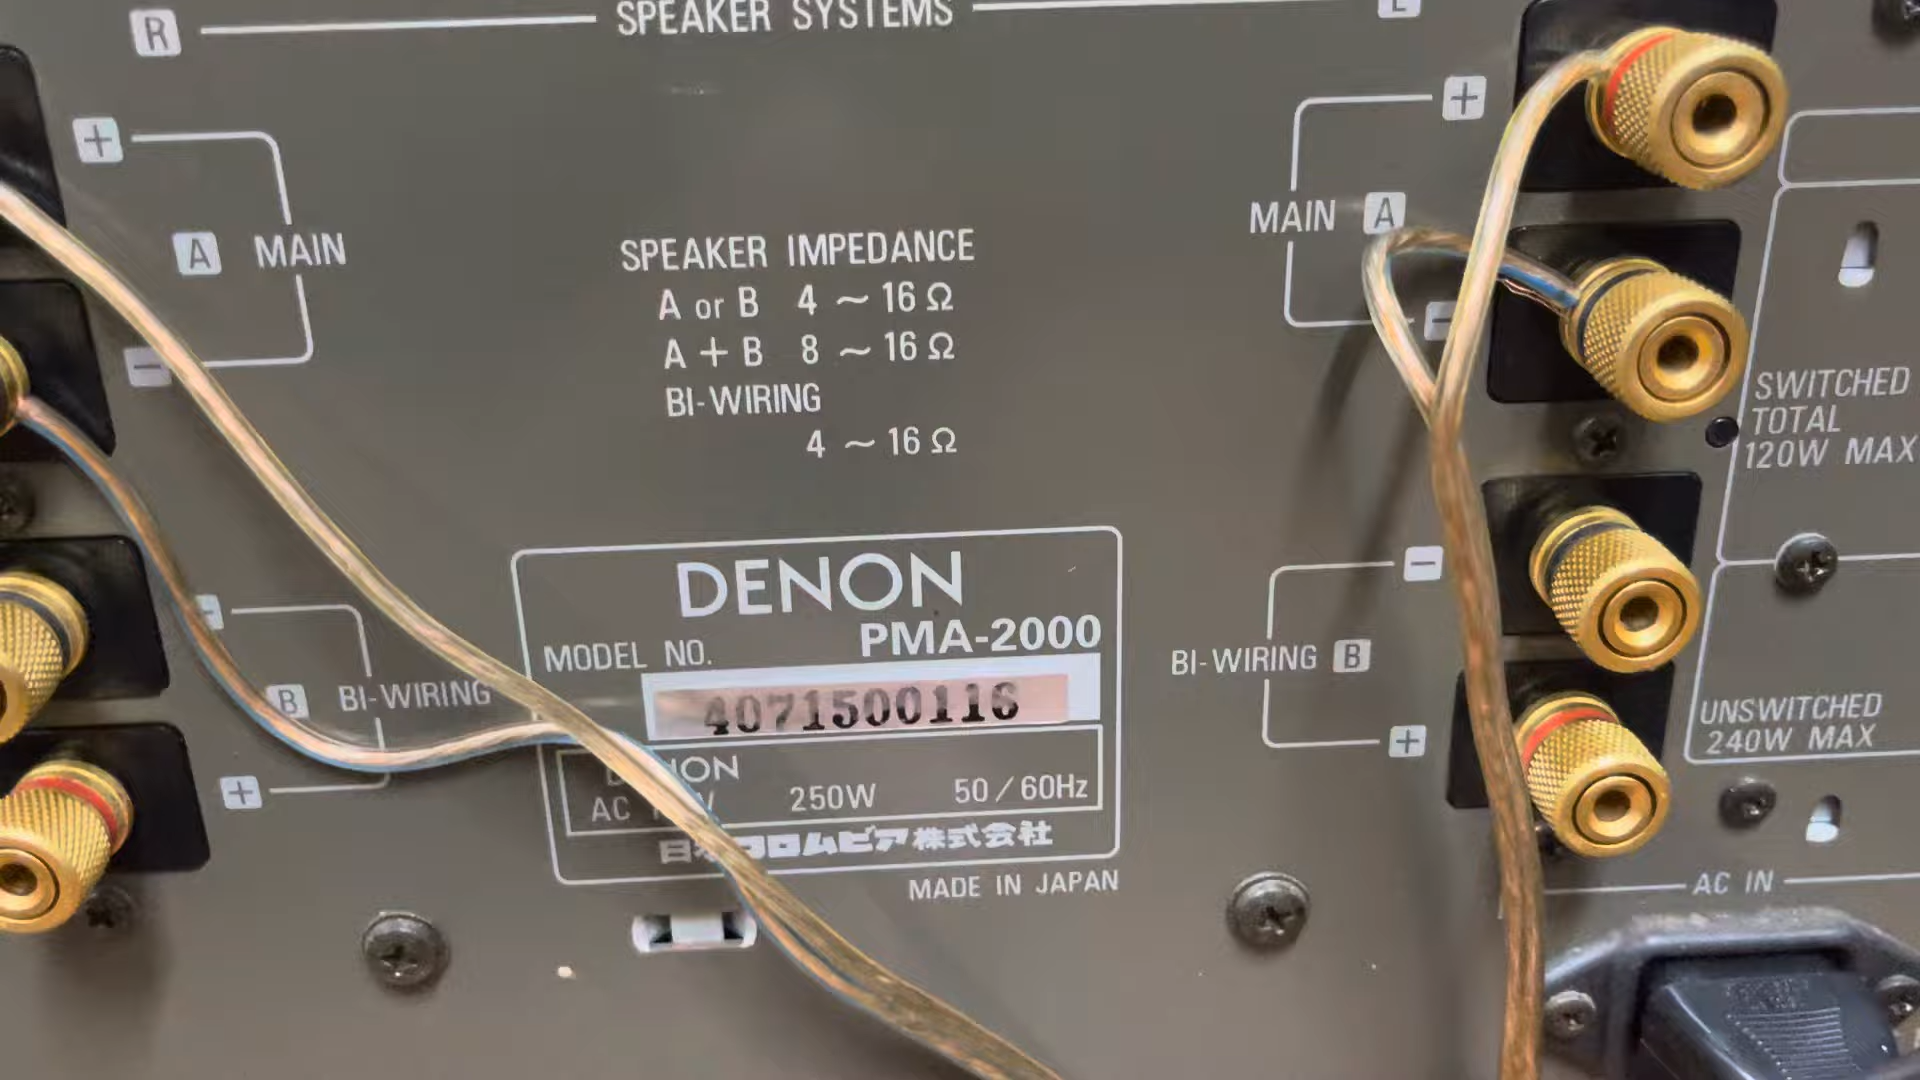 R SPEAKER SYSTEMS L
+ A MAIN −
MAIN A + −
SPEAKER IMPEDANCE
A or B 4 ~ 16 Ω
A + B 8 ~ 16 Ω
BI-WIRING
4 ~ 16 Ω
SWITCHED
TOTAL
120W MAX
− B BI-WIRING +
DENON
MODEL NO. PMA-2000
4071500116
AC 250W 50/60Hz
株式会社
MADE IN JAPAN
− BI-WIRING B +
UNSWITCHED
240W MAX
AC IN